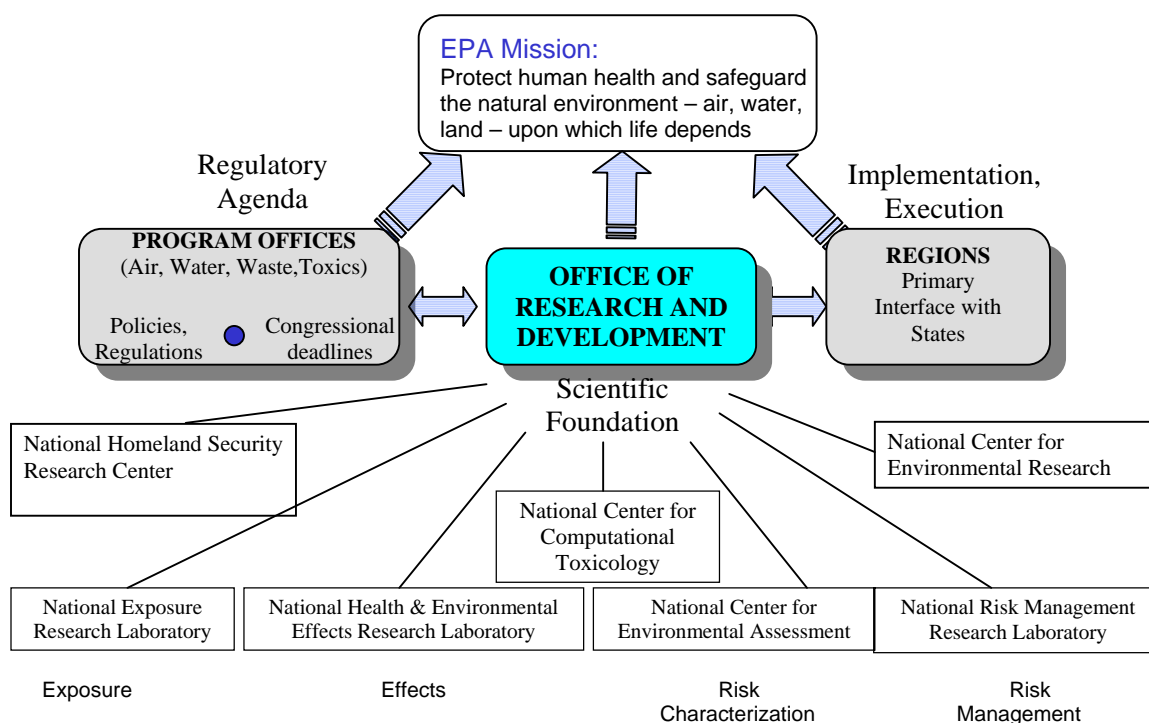 EPA Mission:
Protect human health and safeguard
the natural environment – air, water,
land – upon which life depends
Regulatory
Agenda
Implementation,
Execution
PROGRAM OFFICES
(Air, Water, Waste,Toxics)
Policies,
Regulations
Congressional
deadlines
OFFICE OF
RESEARCH AND
DEVELOPMENT
REGIONS
Primary
Interface with
States
Scientific
Foundation
National Homeland Security
Research Center
National Center for
Environmental Research
National Center for
Computational
Toxicology
National Exposure
Research Laboratory
National Health & Environmental
Effects Research Laboratory
National Center for
Environmental Assessment
National Risk Management
Research Laboratory
Exposure
Effects
Risk
Characterization
Risk
Management